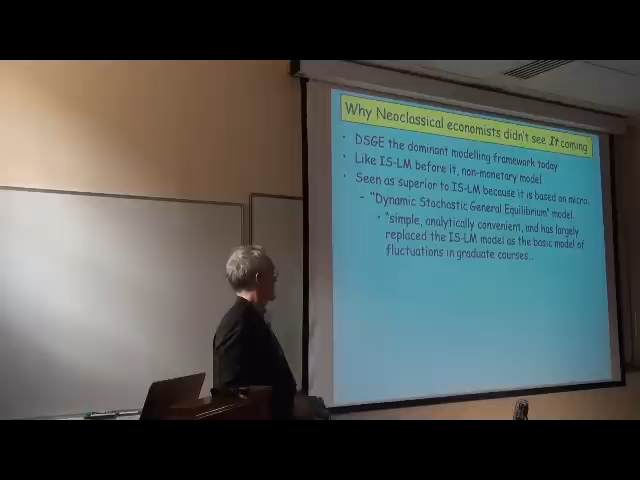 Why Neoclassical economists didn't see It coming
• DSGE the dominant modelling framework today
• Like IS-LM before it, non-monetary model
• Seen as superior to IS-LM because it is based on micro.
– "Dynamic Stochastic General Equilibrium" model.
• "simple, analytically convenient, and has largely
replaced the IS-LM model as the basic model of
fluctuations in graduate courses…